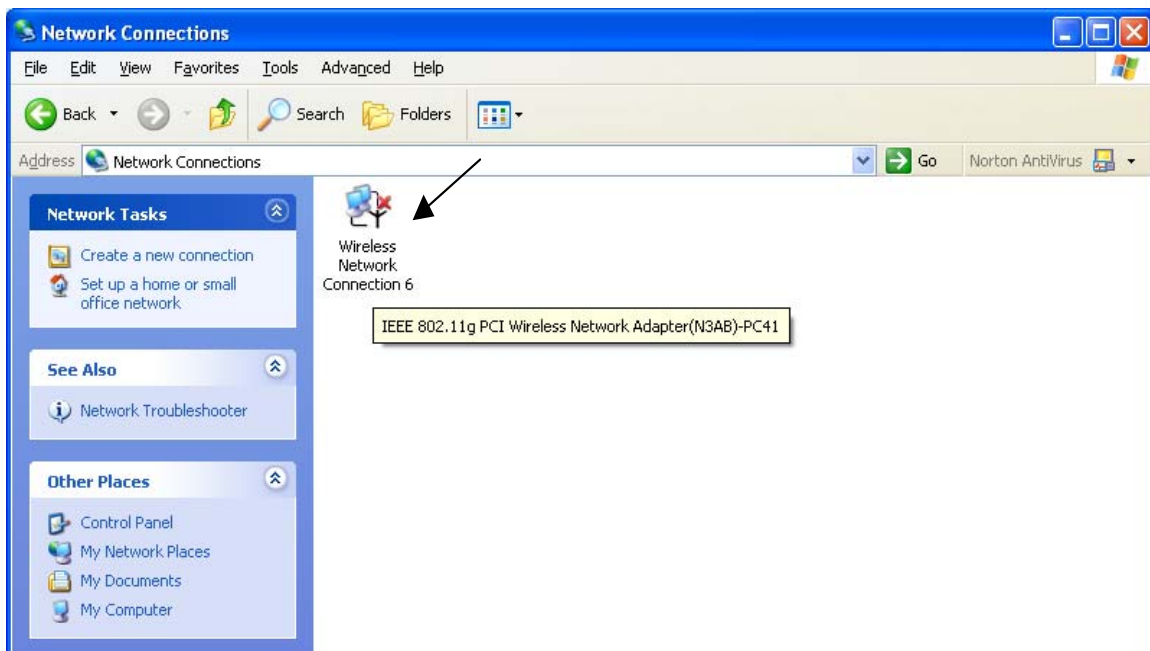 Network Connections
File Edit View Favorites Tools Advanced Help
Back Search Folders
Address Network Connections Go Norton AntiVirus
Network Tasks
Create a new connection
Set up a home or small
office network
See Also
Network Troubleshooter
Other Places
Control Panel
My Network Places
My Documents
My Computer
Wireless
Network
Connection 6
IEEE 802.11g PCI Wireless Network Adapter(N3AB)-PC41